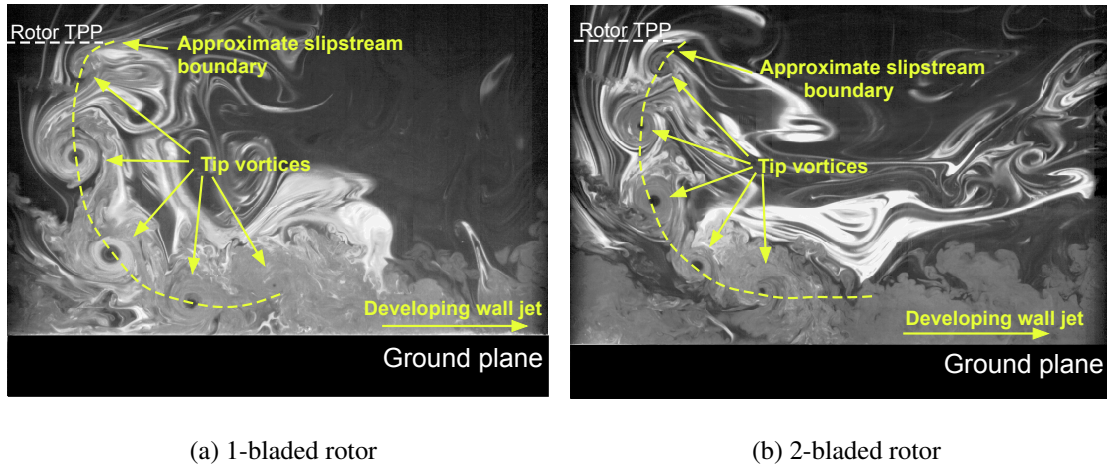 Rotor TPP
Approximate slipstream
boundary
Tip vortices
Developing wall jet
Ground plane
(a) 1-bladed rotor
Rotor TPP
Approximate slipstream
boundary
Tip vortices
Developing wall jet
Ground plane
(b) 2-bladed rotor